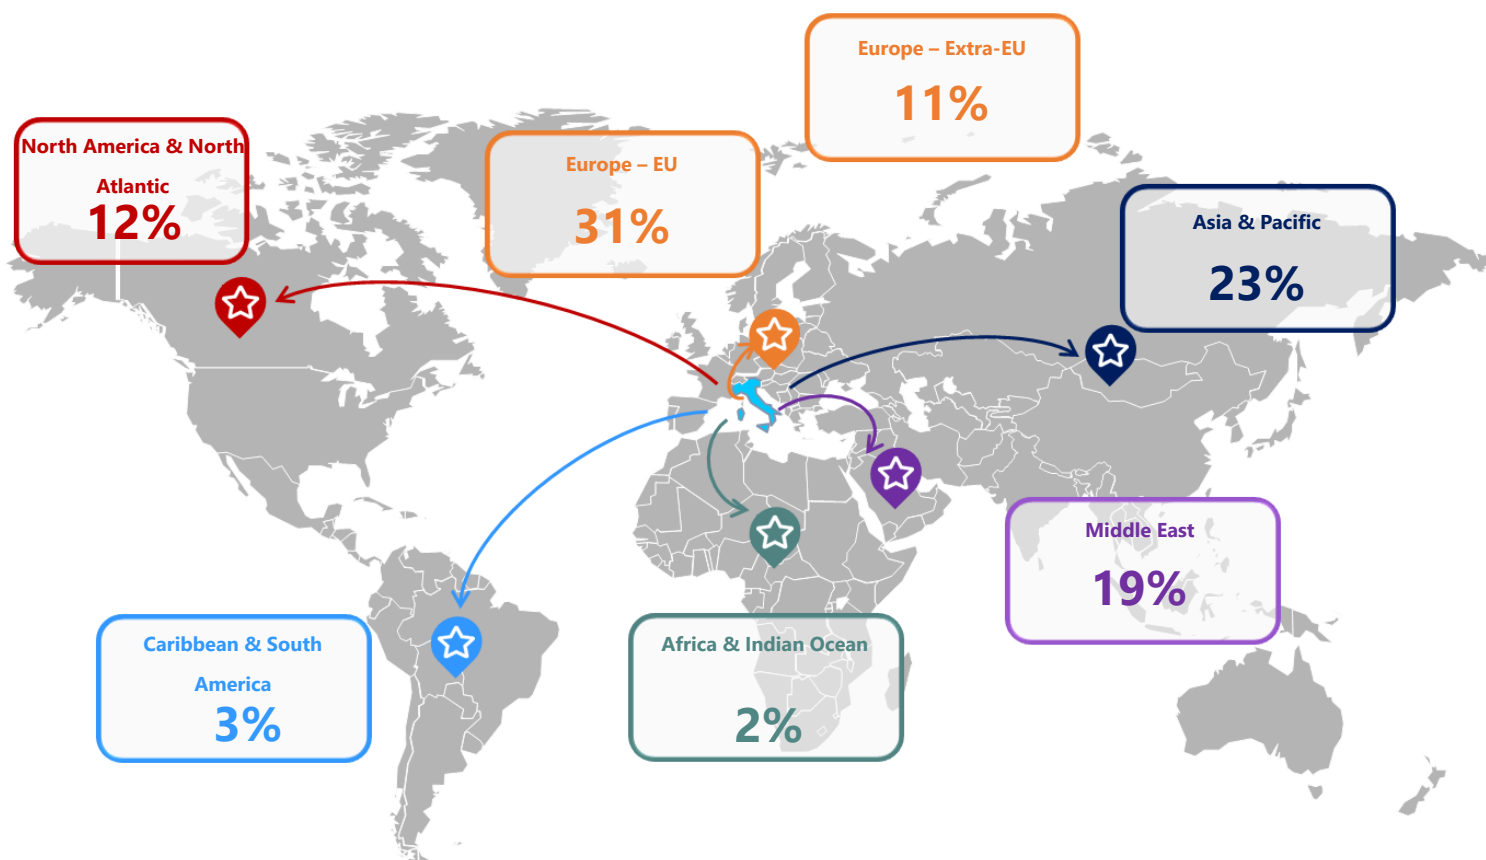 Europe – Extra-EU
11%
North America & North
Atlantic
12%
Europe – EU
31%
Asia & Pacific
23%
Middle East
19%
Caribbean & South
America
3%
Africa & Indian Ocean
2%